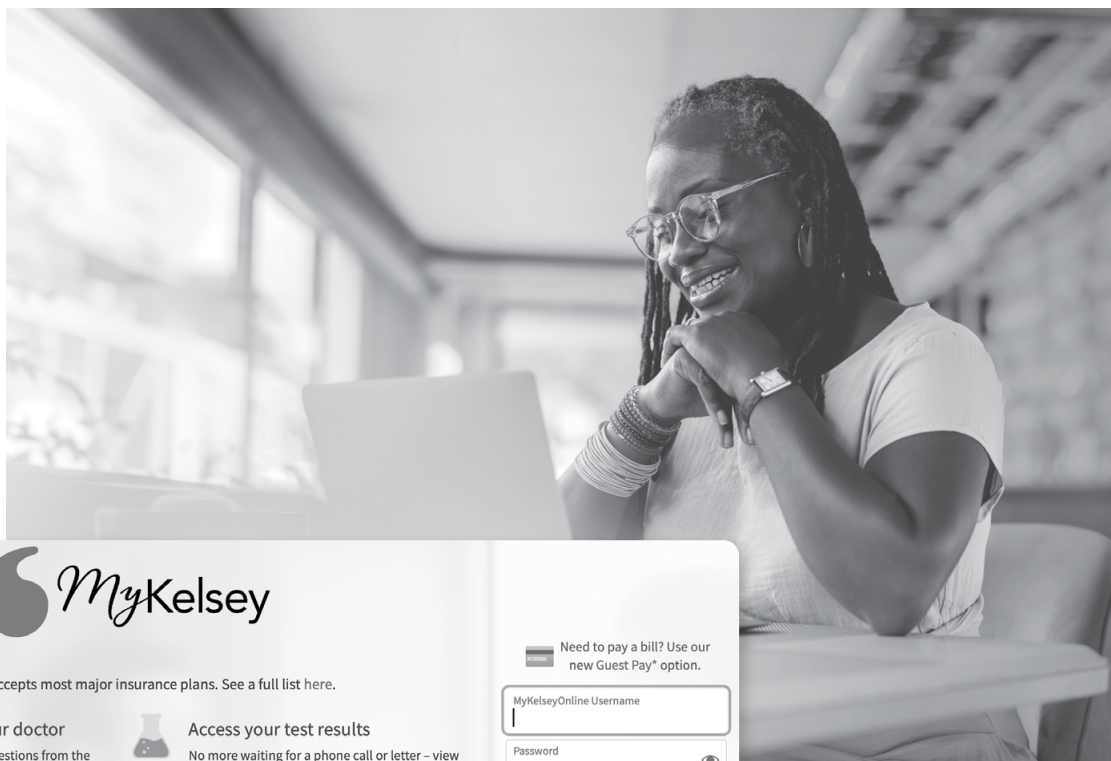 MyKelsey
Need to pay a bill? Use our
new Guest Pay* option.
ccepts most major insurance plans. See a full list here.
MyKelseyOnline Username
r doctor
Access your test results
Password
estions from the
No more waiting for a phone call or letter – view